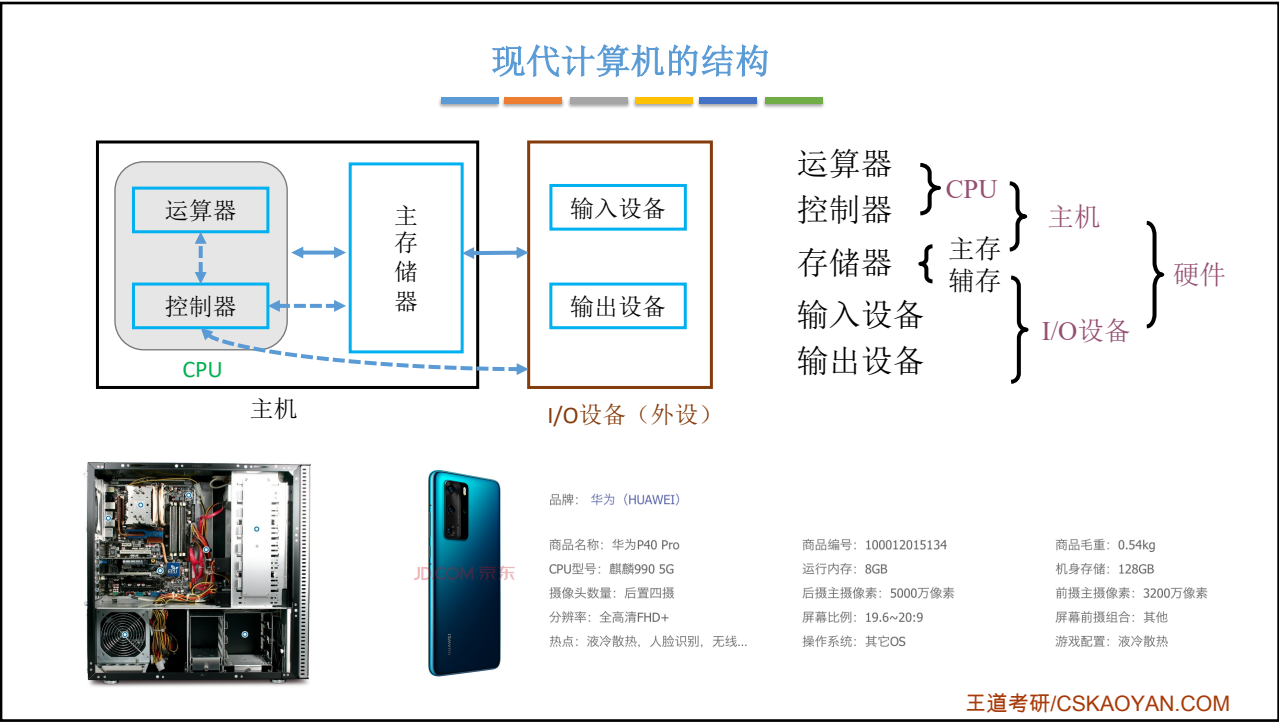 现代计算机的结构
运算器
控制器
CPU
主存储器
主机
输入设备
输出设备
I/O设备（外设）
运算器
控制器
CPU
存储器
主存
辅存
主机
输入设备
输出设备
I/O设备
硬件
品牌： 华为（HUAWEI）
商品名称：华为P40 Pro 商品编号：100012015134 商品毛重：0.54kg
CPU型号：麒麟990 5G 运行内存：8GB 机身存储：128GB
摄像头数量：后置四摄 后摄主摄像素：5000万像素 前摄主摄像素：3200万像素
分辨率：全高清FHD+ 屏幕比例：19.6~20:9 屏幕前摄组合：其他
热点：液冷散热，人脸识别，无线... 操作系统：其它OS 游戏配置：液冷散热
JD.COM 京东
HUAWEI
王道考研/CSKAOYAN.COM